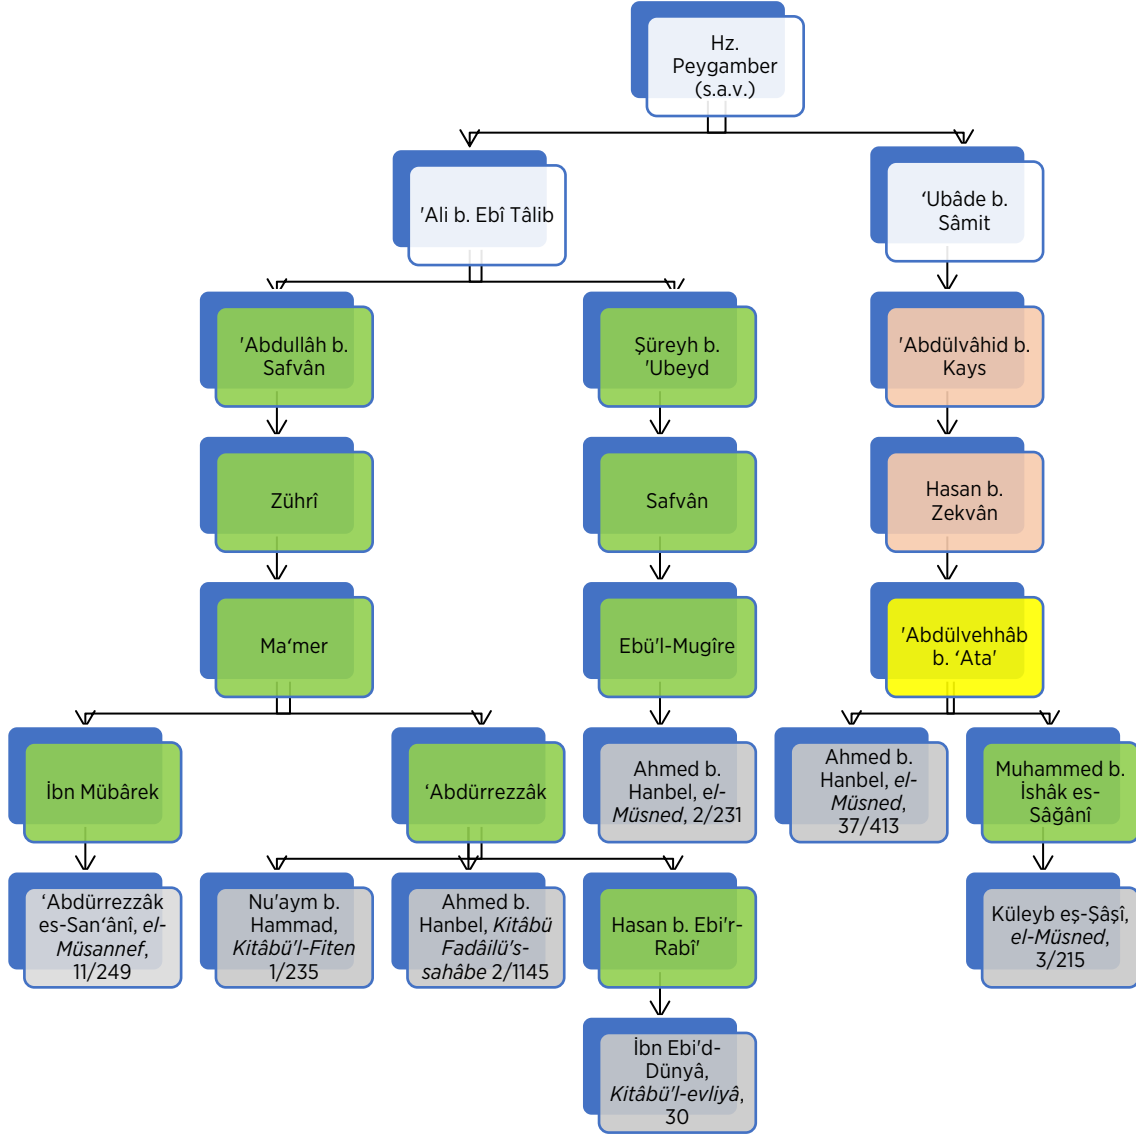 Hz.
Peygamber
(s.a.v.)
'Ali b. Ebî Tâlib
‘Ubâde b.
Sâmit
'Abdullâh b.
Safvân
Şüreyh b.
'Ubeyd
'Abdülvâhid b.
Kays
Zührî
Safvân
Hasan b.
Zekvân
Ma‘mer
Ebü'l-Mugîre
'Abdülvehhâb
b. ‘Ata'
İbn Mübârek
‘Abdürrezzâk
Ahmed b.
Hanbel, el-
Müsned, 2/231
Ahmed b.
Hanbel, el-
Müsned,
37/413
Muhammed b.
İshâk es-
Sâğânî
‘Abdürrezzâk
es-San‘ânî, el-
Müsannef,
11/249
Nu'aym b.
Hammad,
Kitâbü'l-Fiten
1/235
Ahmed b.
Hanbel, Kitâbü
Fadâilü's-
sahâbe 2/1145
Hasan b. Ebi'r-
Rabî'
Küleyb eş-Şâşî,
el-Müsned,
3/215
İbn Ebi'd-
Dünyâ,
Kitâbü'l-evliyâ,
30